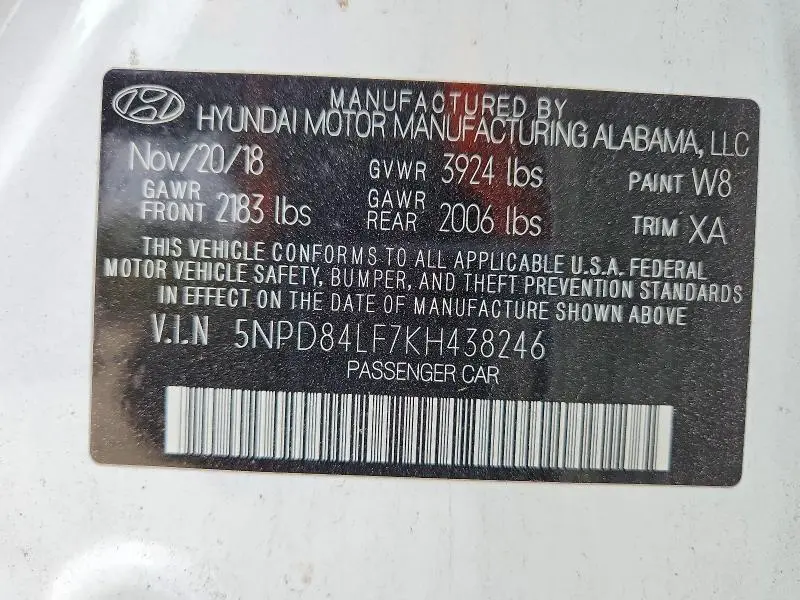 MANUFACTURED BY
HYUNDAI MOTOR MANUFACTURING ALABAMA, LLC
Nov/20/18 GVWR 3924 lbs PAINT W8
GAWR FRONT 2183 lbs GAWR REAR 2006 lbs TRIM XA
THIS VEHICLE CONFORMS TO ALL APPLICABLE U.S.A. FEDERAL
MOTOR VEHICLE SAFETY, BUMPER, AND THEFT PREVENTION STANDARDS
IN EFFECT ON THE DATE OF MANUFACTURE SHOWN ABOVE
V.I.N 5NPD84LF7KH438246
PASSENGER CAR